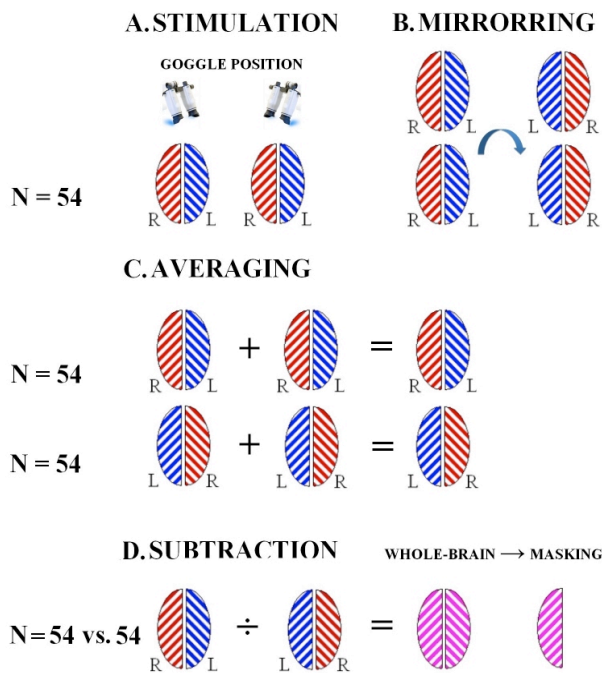 A. STIMULATION
B. MIRRORRING
GOGGLE POSITION
R L L R
N = 54
R L R L R L L R
C. AVERAGING
N = 54
R L + R L = R L
N = 54
L R + L R = L R
D. SUBTRACTION
WHOLE-BRAIN → MASKING
N = 54 vs. 54
R L ÷ L R =